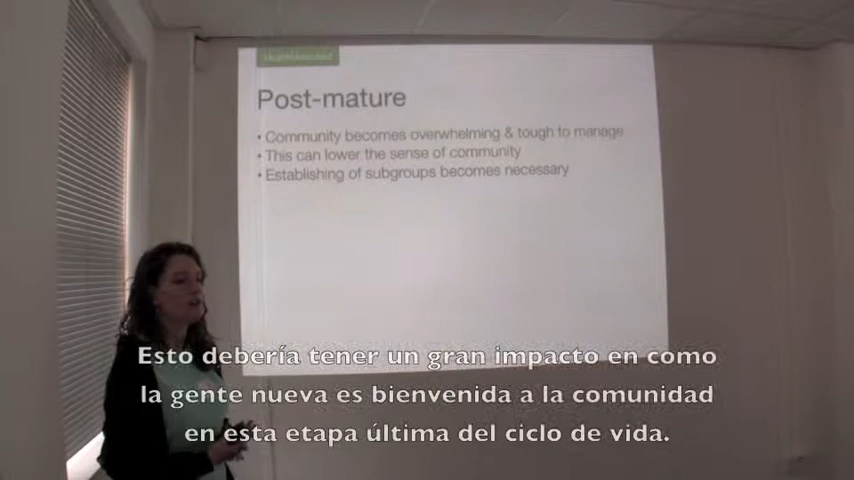 Post-mature
• Community becomes overwhelming & tough to manage
• This can lower the sense of community
• Establishing of subgroups becomes necessary
Esto debería tener un gran impacto en como
la gente nueva es bienvenida a la comunidad
en esta etapa última del ciclo de vida.